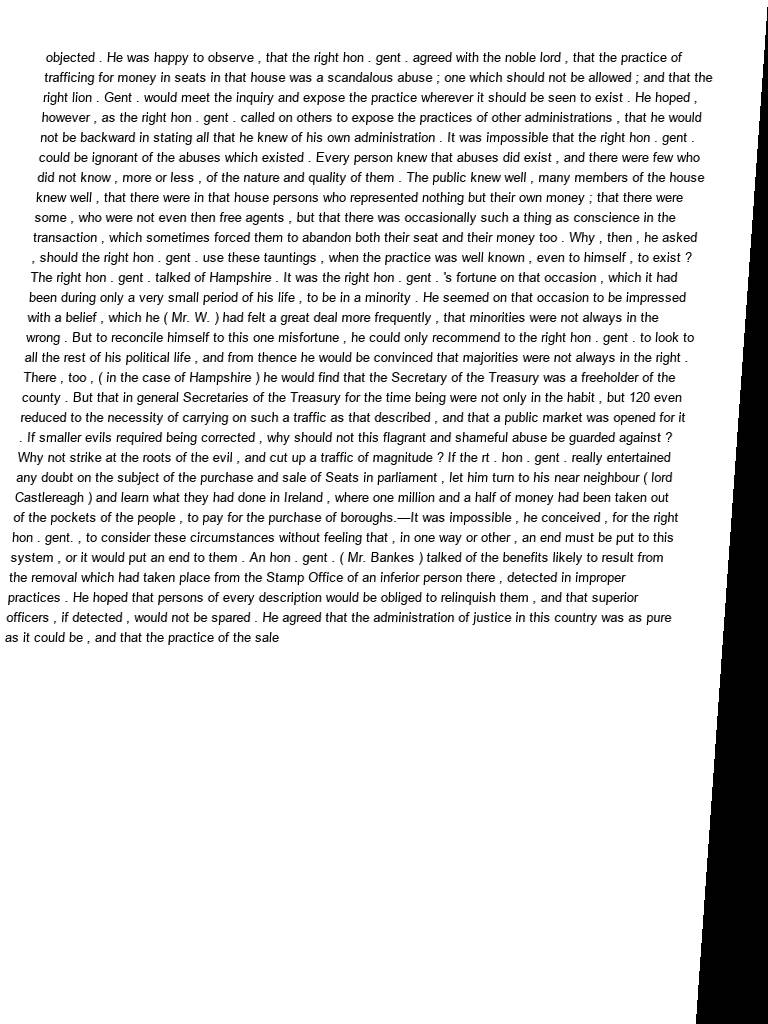 objected . He was happy to observe , that the right hon . gent . agreed with the noble lord , that the practice of
trafficing for money in seats in that house was a scandalous abuse ; one which should not be allowed ; and that the
right lion . Gent . would meet the inquiry and expose the practice wherever it should be seen to exist . He hoped ,
however , as the right hon . gent . called on others to expose the practices of other administrations , that he would
not be backward in stating all that he knew of his own administration . It was impossible that the right hon . gent .
could be ignorant of the abuses which existed . Every person knew that abuses did exist , and there were few who
did not know , more or less , of the nature and quality of them . The public knew well , many members of the house
knew well , that there were in that house persons who represented nothing but their own money ; that there were
some , who were not even then free agents , but that there was occasionally such a thing as conscience in the
transaction , which sometimes forced them to abandon both their seat and their money too . Why , then , he asked
, should the right hon . gent . use these tauntings , when the practice was well known , even to himself , to exist ?
The right hon . gent . talked of Hampshire . It was the right hon . gent . 's fortune on that occasion , which it had
been during only a very small period of his life , to be in a minority . He seemed on that occasion to be impressed
with a belief , which he ( Mr. W. ) had felt a great deal more frequently , that minorities were not always in the
wrong . But to reconcile himself to this one misfortune , he could only recommend to the right hon . gent . to look to
all the rest of his political life , and from thence he would be convinced that majorities were not always in the right .
There , too , ( in the case of Hampshire ) he would find that the Secretary of the Treasury was a freeholder of the
county . But that in general Secretaries of the Treasury for the time being were not only in the habit , but 120 even
reduced to the necessity of carrying on such a traffic as that described , and that a public market was opened for it
. If smaller evils required being corrected , why should not this flagrant and shameful abuse be guarded against ?
Why not strike at the roots of the evil , and cut up a traffic of magnitude ? If the rt . hon . gent . really entertained
any doubt on the subject of the purchase and sale of Seats in parliament , let him turn to his near neighbour ( lord
Castlereagh ) and learn what they had done in Ireland , where one million and a half of money had been taken out
of the pockets of the people , to pay for the purchase of boroughs.—It was impossible , he conceived , for the right
hon . gent. , to consider these circumstances without feeling that , in one way or other , an end must be put to this
system , or it would put an end to them . An hon . gent . ( Mr. Bankes ) talked of the benefits likely to result from
the removal which had taken place from the Stamp Office of an inferior person there , detected in improper
practices . He hoped that persons of every description would be obliged to relinquish them , and that superior
officers , if detected , would not be spared . He agreed that the administration of justice in this country was as pure
as it could be , and that the practice of the sale